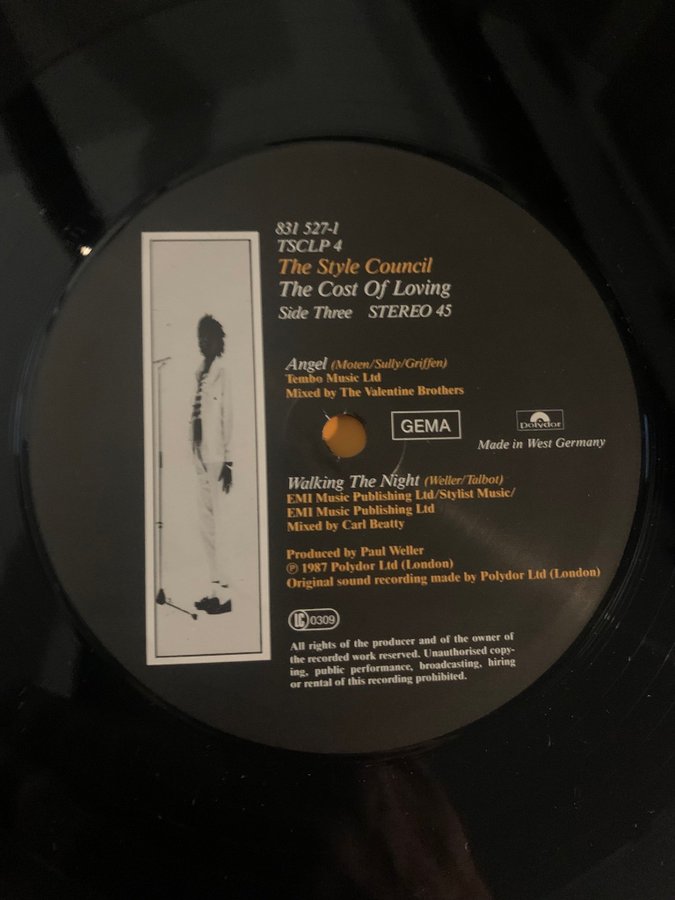 831 527-1
TSCLP 4
The Style Council
The Cost Of Loving
Side Three STEREO 45
Angel (Moten/Sully/Griffen)
Tembo Music Ltd
Mixed by The Valentine Brothers
GEMA
polydor
Made in West Germany
Walking The Night (Weller/Talbot)
EMI Music Publishing Ltd/Stylist Music/
EMI Music Publishing Ltd
Mixed by Carl Beatty
Produced by Paul Weller
℗ 1987 Polydor Ltd (London)
Original sound recording made by Polydor Ltd (London)
LC 0309
All rights of the producer and of the owner of
the recorded work reserved. Unauthorised copy-
ing, public performance, broadcasting, hiring
or rental of this recording prohibited.